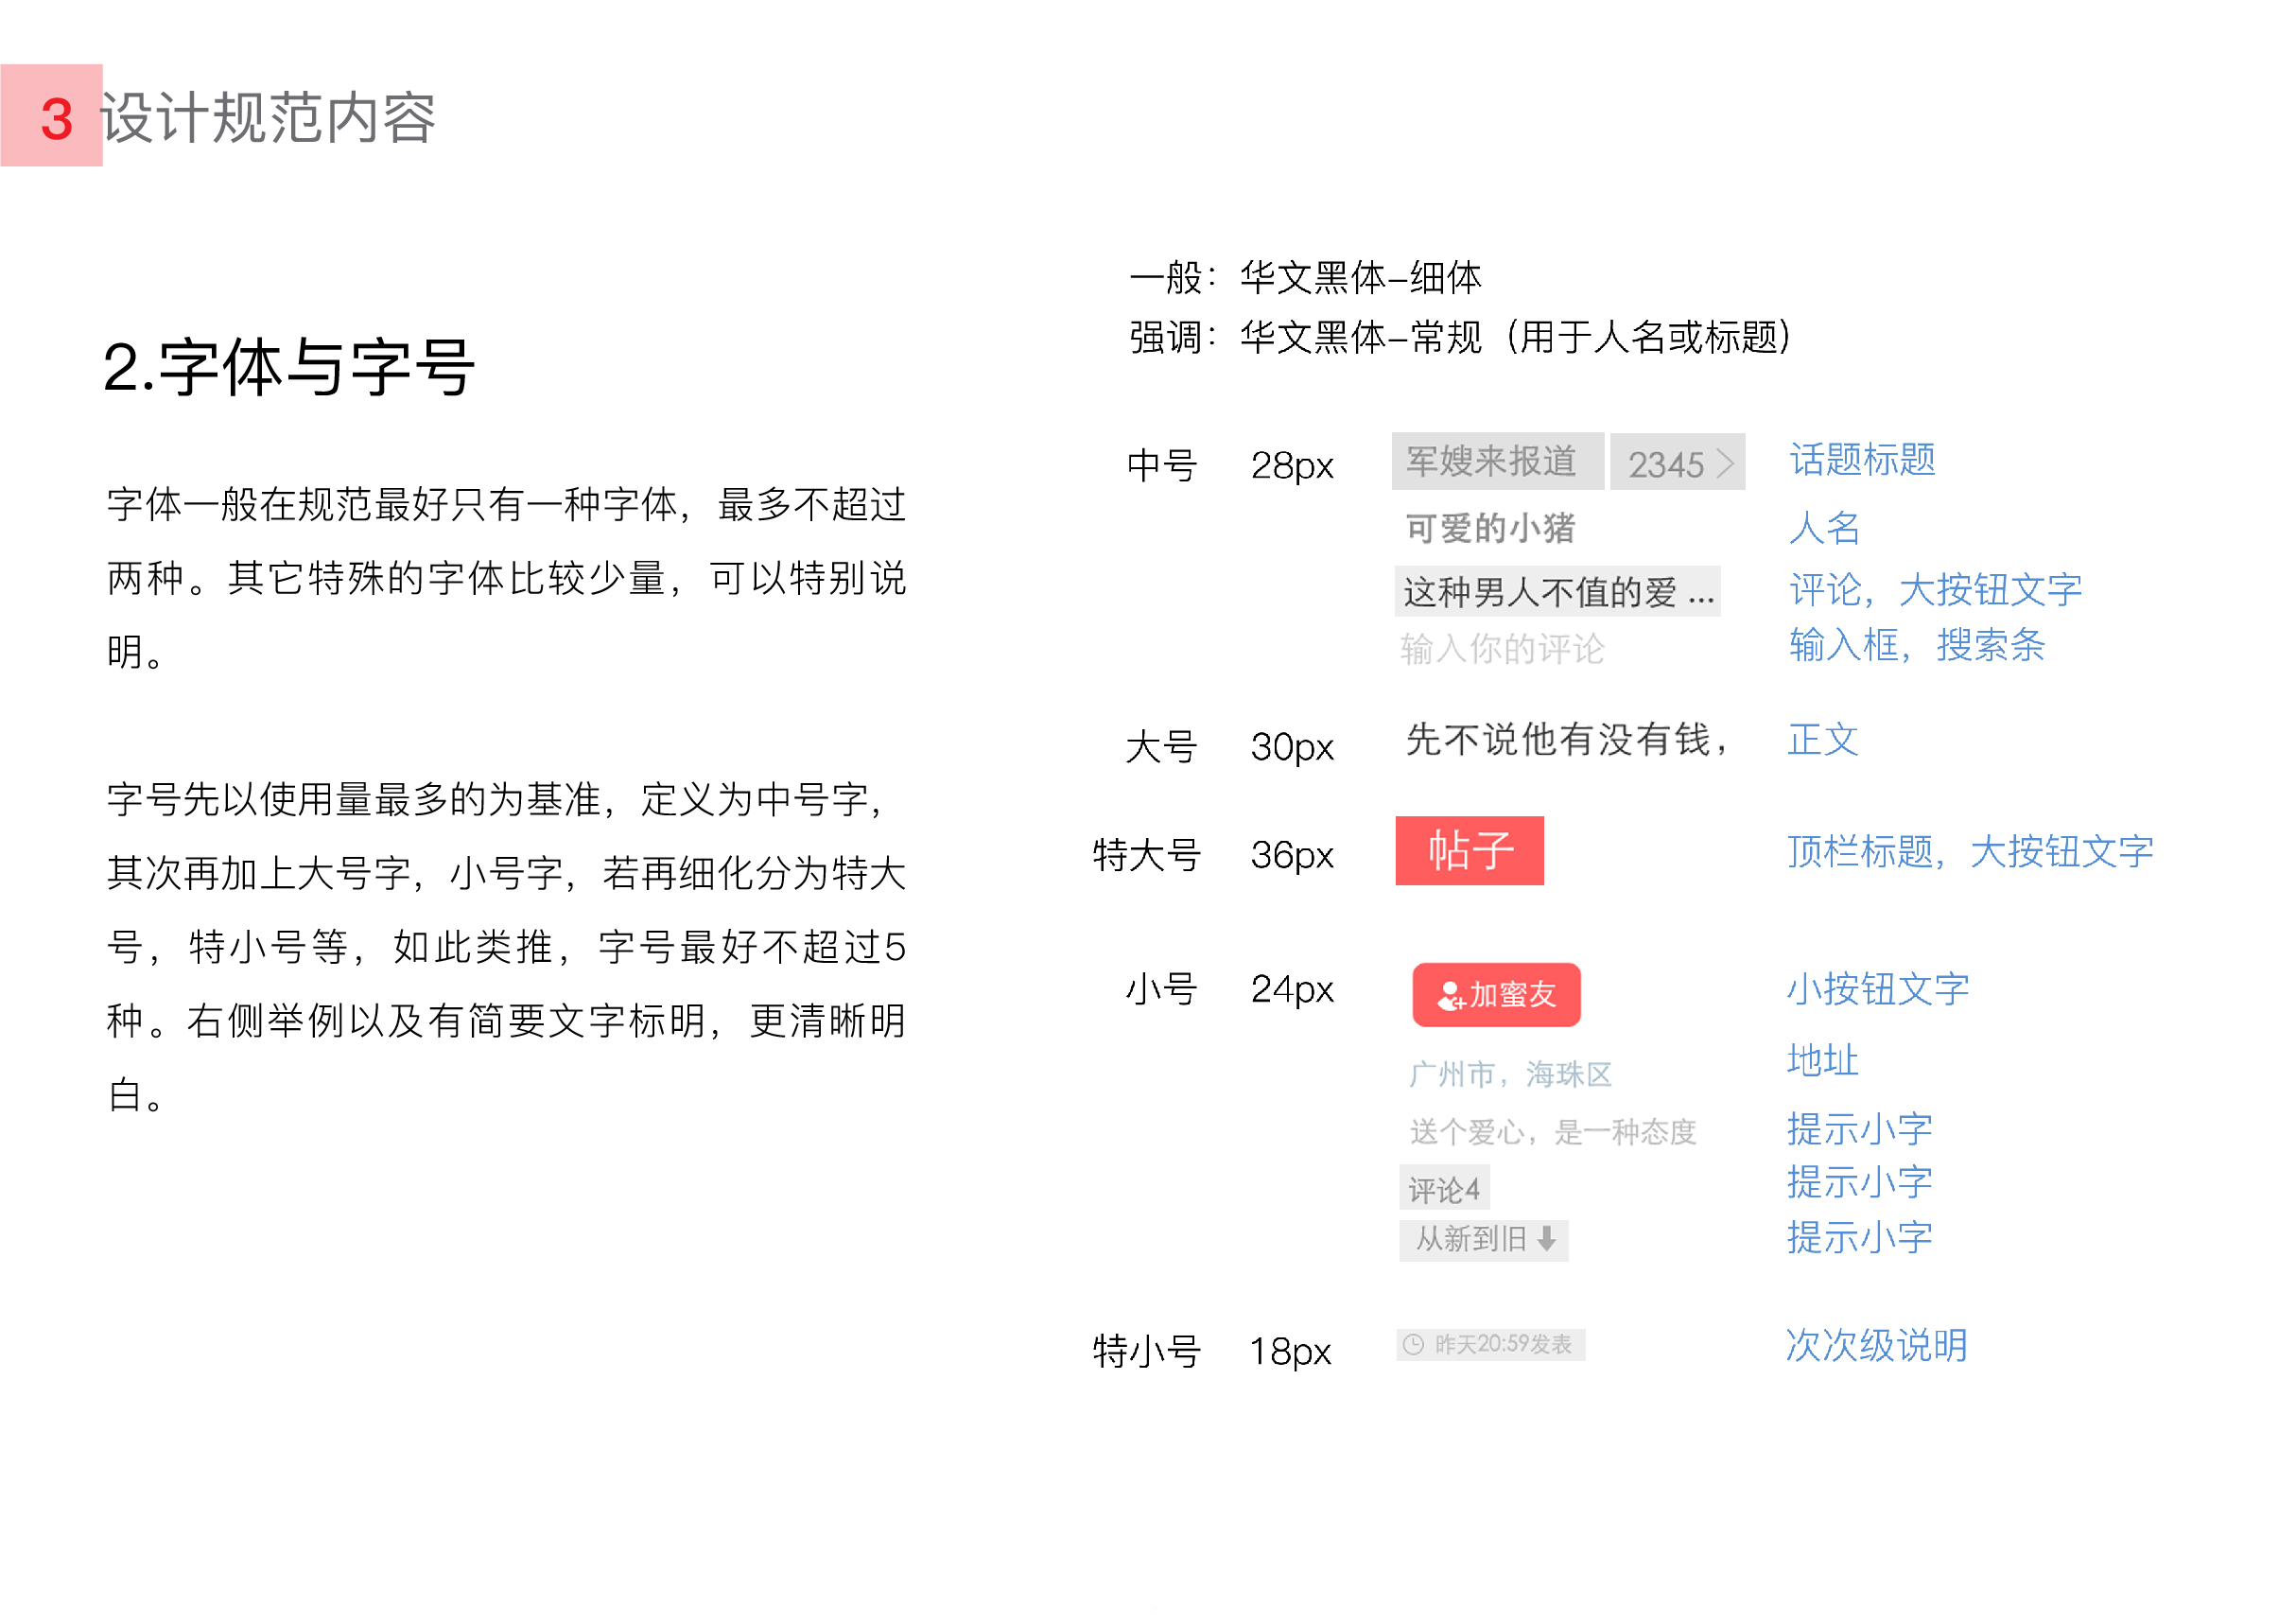 3 设计规范内容
2.字体与字号
字体一般在规范最好只有一种字体，最多不超过
两种。其它特殊的字体比较少量，可以特别说
明。
字号先以使用量最多的为基准，定义为中号字，
其次再加上大号字，小号字，若再细化分为特大
号，特小号等，如此类推，字号最好不超过5
种。右侧举例以及有简要文字标明，更清晰明
白。
一般：华文黑体–细体
强调：华文黑体–常规（用于人名或标题）
中号 28px 军嫂来报道 2345 话题标题
可爱的小猪 人名
这种男人不值的爱 ... 评论，大按钮文字
输入你的评论 输入框，搜索条
大号 30px 先不说他有没有钱， 正文
特大号 36px 帖子 顶栏标题，大按钮文字
小号 24px 加蜜友 小按钮文字
广州市，海珠区 地址
送个爱心，是一种态度 提示小字
评论4 提示小字
从新到旧 提示小字
特小号 18px 昨天20:59发表 次次级说明